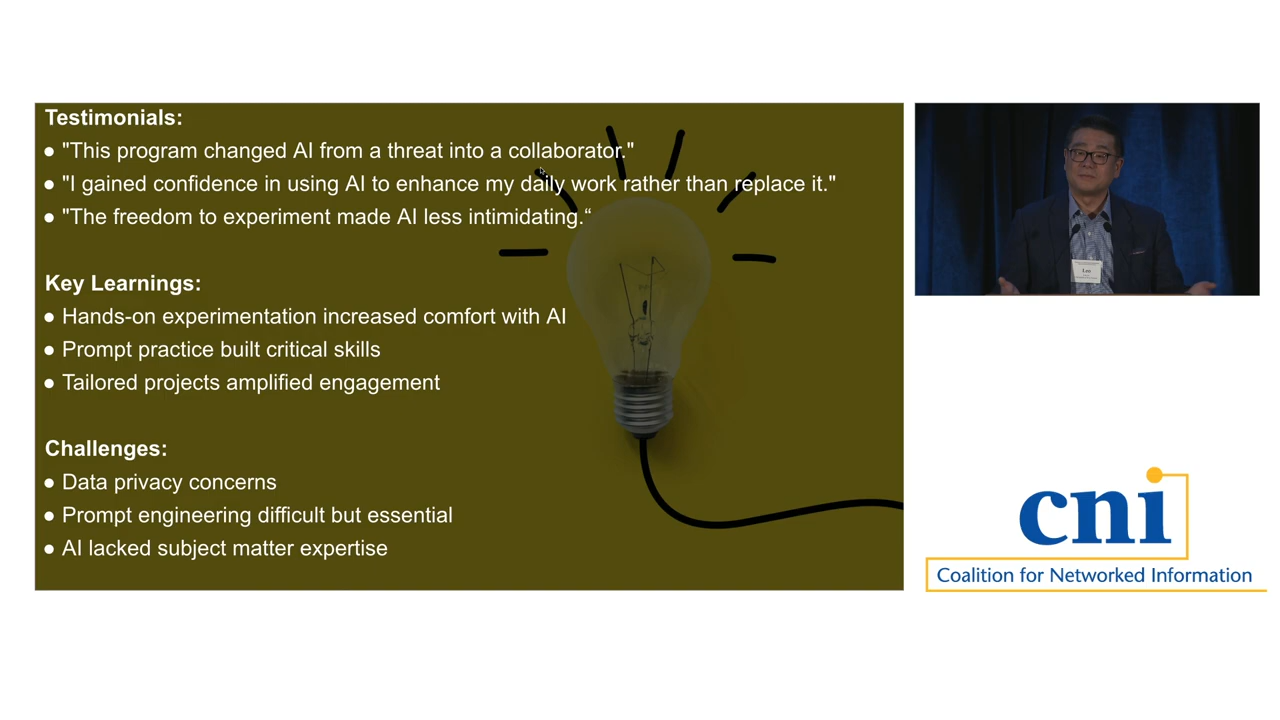 Testimonials:
● "This program changed AI from a threat into a collaborator."
● "I gained confidence in using AI to enhance my daily work rather than replace it."
● "The freedom to experiment made AI less intimidating.“
Key Learnings:
● Hands-on experimentation increased comfort with AI
● Prompt practice built critical skills
● Tailored projects amplified engagement
Challenges:
● Data privacy concerns
● Prompt engineering difficult but essential
● AI lacked subject matter expertise
Lee
cni
Coalition for Networked Information